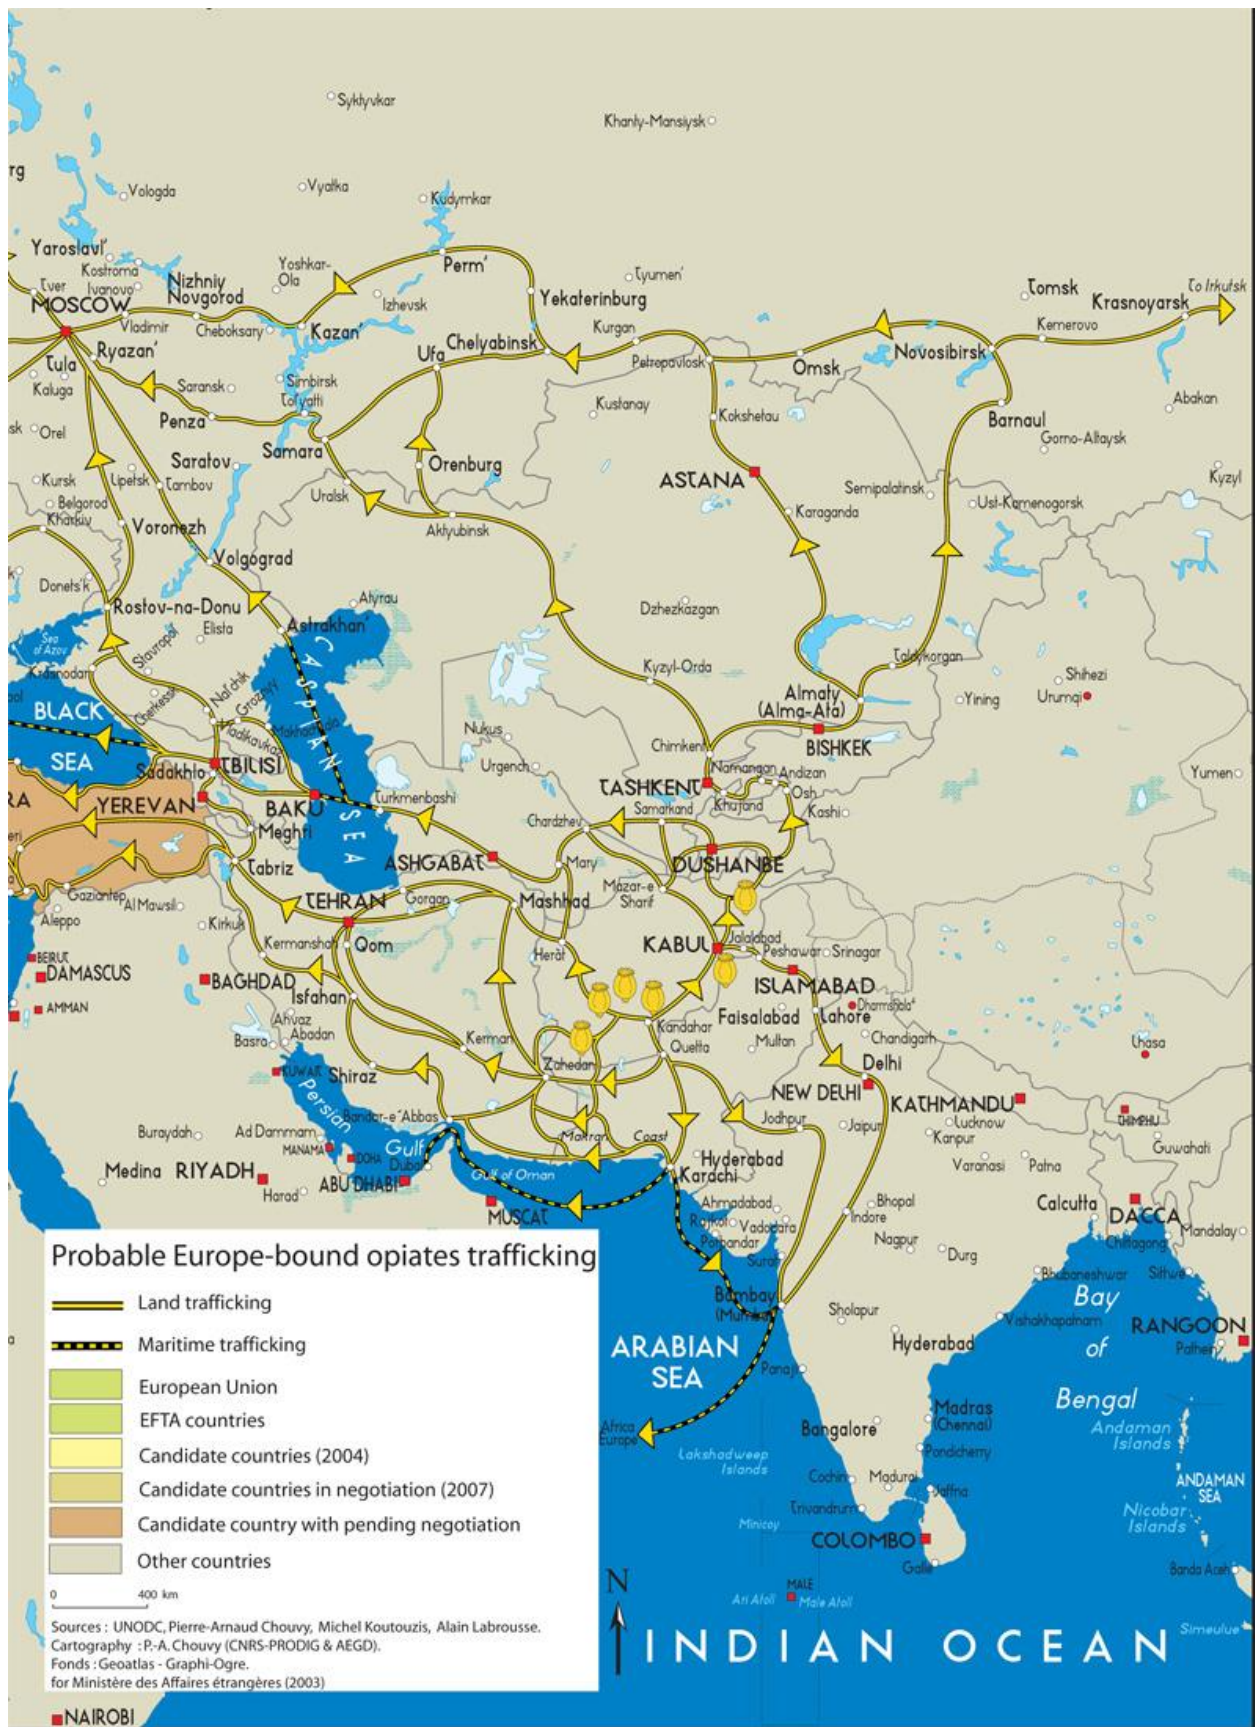 Syktyvkar
Khanty-Mansiysk
rg
Vologda
Vyatka
Kudymkar
Yaroslavl'
Kostroma
Perm'
Yoshkar-
Ola
Tyumen'
Tver
Ivanovo
Nizhniy
Novgorod
Izhevsk
Yekaterinburg
Tomsk
Krasnoyarsk
To Irkutsk
MOSCOW
Vladimir
Cheboksary
Kazan'
Kurgan
Kemerovo
Ryazan'
Ufa
Chelyabinsk
Petropavlosk
Omsk
Novosibirsk
Tula
Kaluga
Saransk
Simbirsk
Tol'yatti
Abakan
Kustanay
Kokshetau
Barnaul
sk
Orel
Penza
Samara
Gorno-Altaysk
Saratov
Orenburg
ASTANA
Kursk
Lipetsk
Tambov
Uralsk
Semipalatinsk
Kyzyl
Belgorod
Ust-Kamenogorsk
Kharkiv
Voronezh
Aktyubinsk
Karaganda
Volgograd
k
Donets'k
Atyrau
Rostov-na-Donu
Dzhezkazgan
Elista
Astrakhan'
Sea
of Azov
Stavropol'
CASPIAN
SEA
Taldykorgan
Krasnodar
Kyzyl-Orda
Shihezi
Urumqi
Nal'chik
Cherkessk
Grozny
Almaty
(Alma-Ata)
Yining
BLACK
SEA
Vladikavkaz
Makhachkala
Nukus
Chimkent
BISHKEK
Sadakhlo
TBILISI
Urgench
Namangan
Andizan
Yumen
TASHKENT
Osh
RA
YEREVAN
BAKU
Turkmenbashi
Samarkand
Khujand
Kashi
Meghri
Chardzhev
eri
ASHGABAT
Mary
DUSHANBE
Tabriz
Mazar-e
Sharif
Gaziantep
Al Mawsil
TEHRAN
Gorgan
Mashhad
Aleppo
Kirkuk
Kermanshah
Qom
Herat
KABUL
Jalalabad
Peshawar
Srinagar
BEIRUT
DAMASCUS
BAGHDAD
ISLAMABAD
Isfahan
AMMAN
Ahvaz
Dharmshala
Faisalabad
Lahore
Basra
Abadan
Kerman
Kandahar
Quetta
Multan
Chandigarh
Lhasa
KUWAIT
Shiraz
Zahedan
Delhi
Persian
Gulf
NEW DELHI
KATHMANDU
Bandar-e'Abbas
Jodhpur
Jaipur
Lucknow
THIMPHU
Buraydah
Ad Dammam
MANAMA
Makran
Coast
Kanpur
Guwahati
DOHA
Dubai
Hyderabad
Karachi
Varanasi
Patna
Medina
RIYADH
Harad
ABU DHABI
Gulf of Oman
MUSCAT
Ahmadabad
Bhopal
Calcutta
DACCA
Rajkot
Vadodara
Indore
Chittagong
Mandalay
Porbandar
Nagpur
Durg
Surat
Bhubaneshwar
Sittwe
Bombay
(Mumbai)
Sholapur
Vishakhapatnam
Bay
of
Bengal
RANGOON
Hyderabad
Pathein
ARABIAN
SEA
Panaji
Madras
(Chennai)
Africa
Europe
Bangalore
Andaman
Islands
Pondicherry
Lakshadweep
Islands
Cochin
Madurai
Jaffna
ANDAMAN
SEA
Trivandrum
Nicobar
Islands
Minicoy
COLOMBO
Galle
Banda Aceh
N
MALE
Ari Atoll
Male Atoll
Simeulue
INDIAN OCEAN
Probable Europe-bound opiates trafficking
Land trafficking
Maritime trafficking
European Union
EFTA countries
Candidate countries (2004)
Candidate countries in negotiation (2007)
Candidate country with pending negotiation
Other countries
0 400 km
Sources : UNODC, Pierre-Arnaud Chouvy, Michel Koutouzis, Alain Labrousse.
Cartography : P.-A. Chouvy (CNRS-PRODIG & AEGD).
Fonds : Geoatlas - Graphi-Ogre.
for Ministère des Affaires étrangères (2003)
NAIROBI